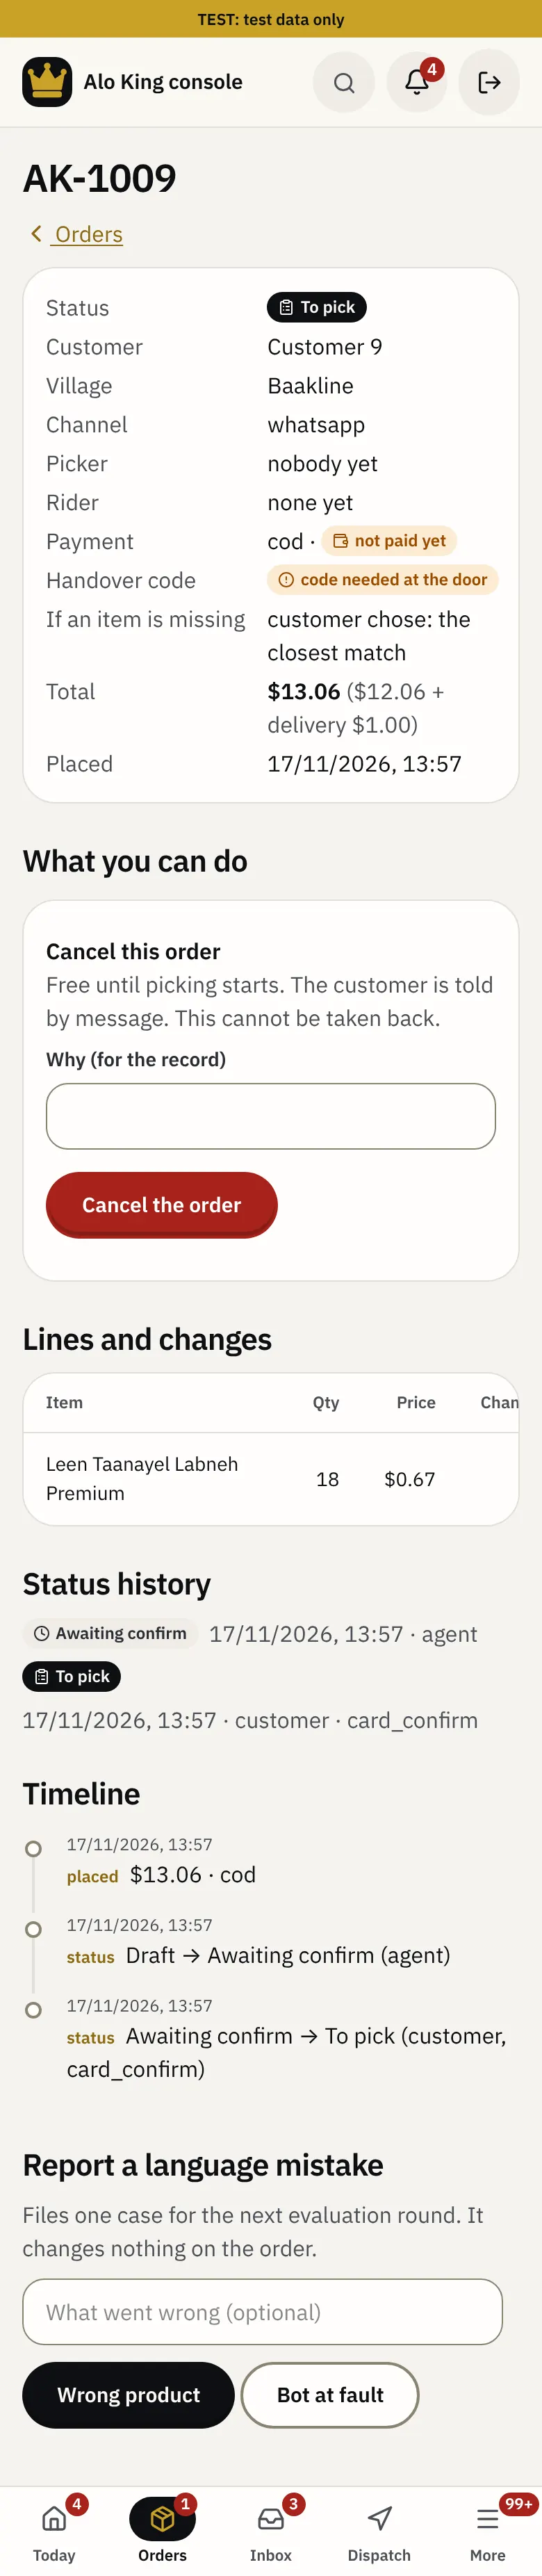 TEST: test data only
Alo King console
4
AK-1009
Orders
Status To pick
Customer Customer 9
Village Baakline
Channel whatsapp
Picker nobody yet
Rider none yet
Payment cod · not paid yet
Handover code code needed at the door
If an item is missing customer chose: the
closest match
Total $13.06 ($12.06 +
delivery $1.00)
Placed 17/11/2026, 13:57
What you can do
Cancel this order
Free until picking starts. The customer is told
by message. This cannot be taken back.
Why (for the record)
Cancel the order
Lines and changes
Item Qty Price Chan
Leen Taanayel Labneh
Premium 18 $0.67
Status history
Awaiting confirm 17/11/2026, 13:57 · agent
To pick
17/11/2026, 13:57 · customer · card_confirm
Timeline
17/11/2026, 13:57
placed $13.06 · cod
17/11/2026, 13:57
status Draft → Awaiting confirm (agent)
17/11/2026, 13:57
status Awaiting confirm → To pick (customer,
card_confirm)
Report a language mistake
Files one case for the next evaluation round. It
changes nothing on the order.
What went wrong (optional)
Wrong product Bot at fault
4 1 3 99+
Today Orders Inbox Dispatch More